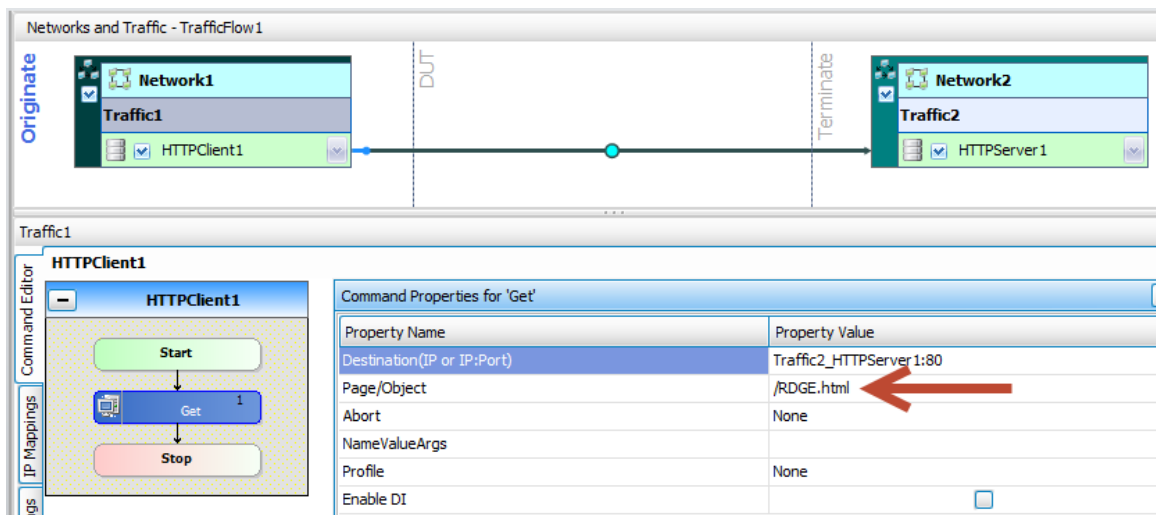 Networks and Traffic - TrafficFlow1
Originate
Network1
Traffic1
HTTPClient1
DUT
Terminate
Network2
Traffic2
HTTPServer1
Traffic1
Command Editor
IP Mappings
HTTPClient1
HTTPClient1
Start
Get 1
Stop
Command Properties for 'Get'
Property Name Property Value
Destination(IP or IP:Port) Traffic2_HTTPServer1:80
Page/Object /RDGE.html
Abort None
NameValueArgs
Profile None
Enable DI